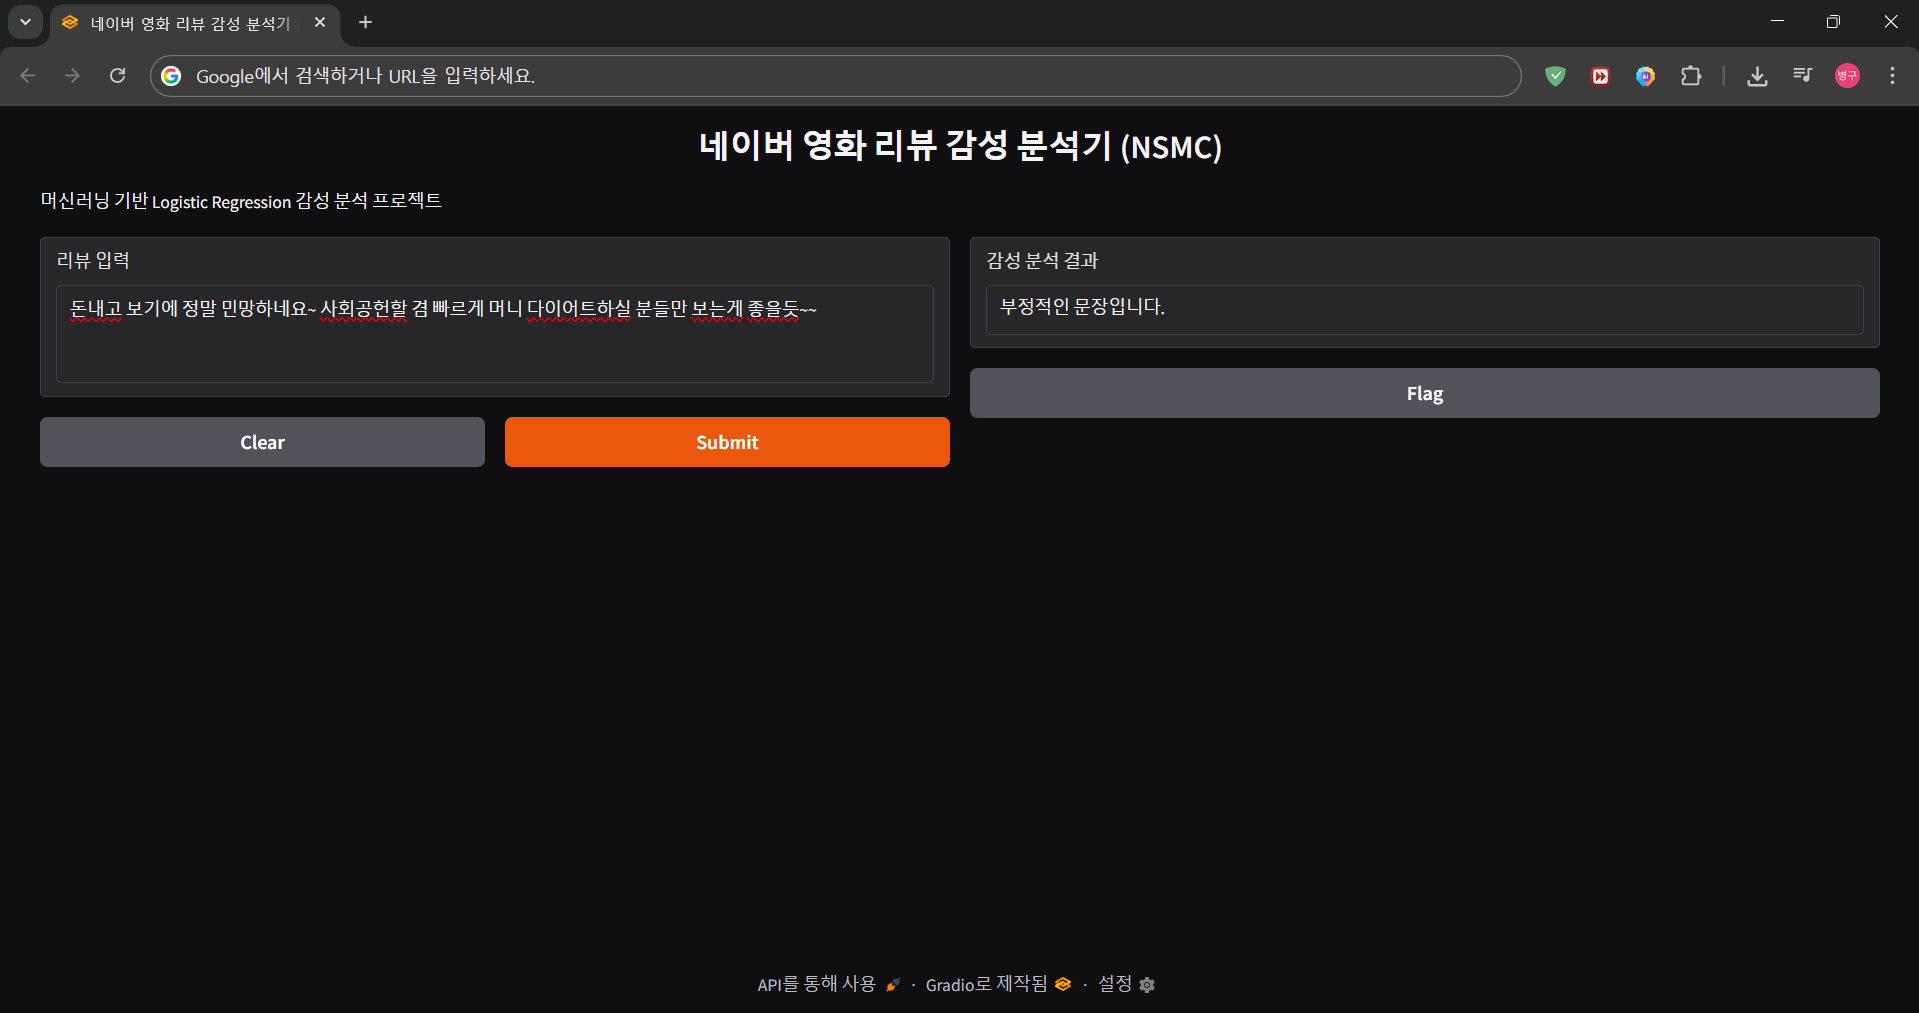 네이버 영화 리뷰 감성 분석기
Google에서 검색하거나 URL을 입력하세요.
AI
병구
네이버 영화 리뷰 감성 분석기 (NSMC)
머신러닝 기반 Logistic Regression 감성 분석 프로젝트
리뷰 입력
돈내고 보기에 정말 민망하네요~ 사회공헌할 겸 빠르게 머니 다이어트하실 분들만 보는게 좋을듯~~
Clear
Submit
감성 분석 결과
부정적인 문장입니다.
Flag
API를 통해 사용 · Gradio로 제작됨 · 설정